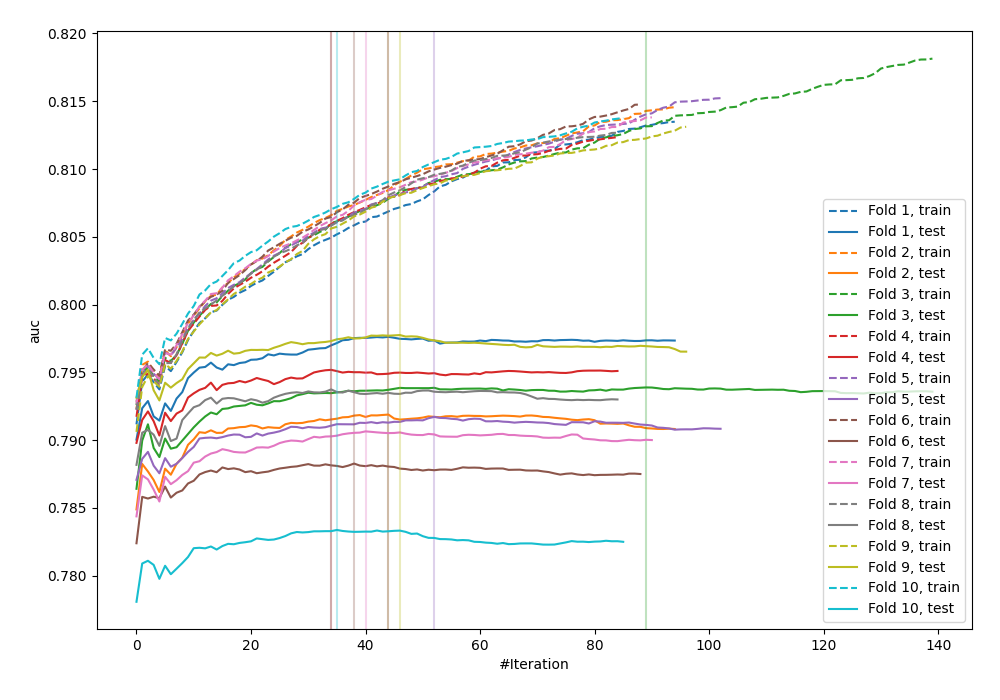 0.820
0.815
0.810
0.805
0.800
0.795
0.790
0.785
0.780
auc
0
20
40
60
80
100
120
140
#Iteration
Fold 1, train
Fold 1, test
Fold 2, train
Fold 2, test
Fold 3, train
Fold 3, test
Fold 4, train
Fold 4, test
Fold 5, train
Fold 5, test
Fold 6, train
Fold 6, test
Fold 7, train
Fold 7, test
Fold 8, train
Fold 8, test
Fold 9, train
Fold 9, test
Fold 10, train
Fold 10, test